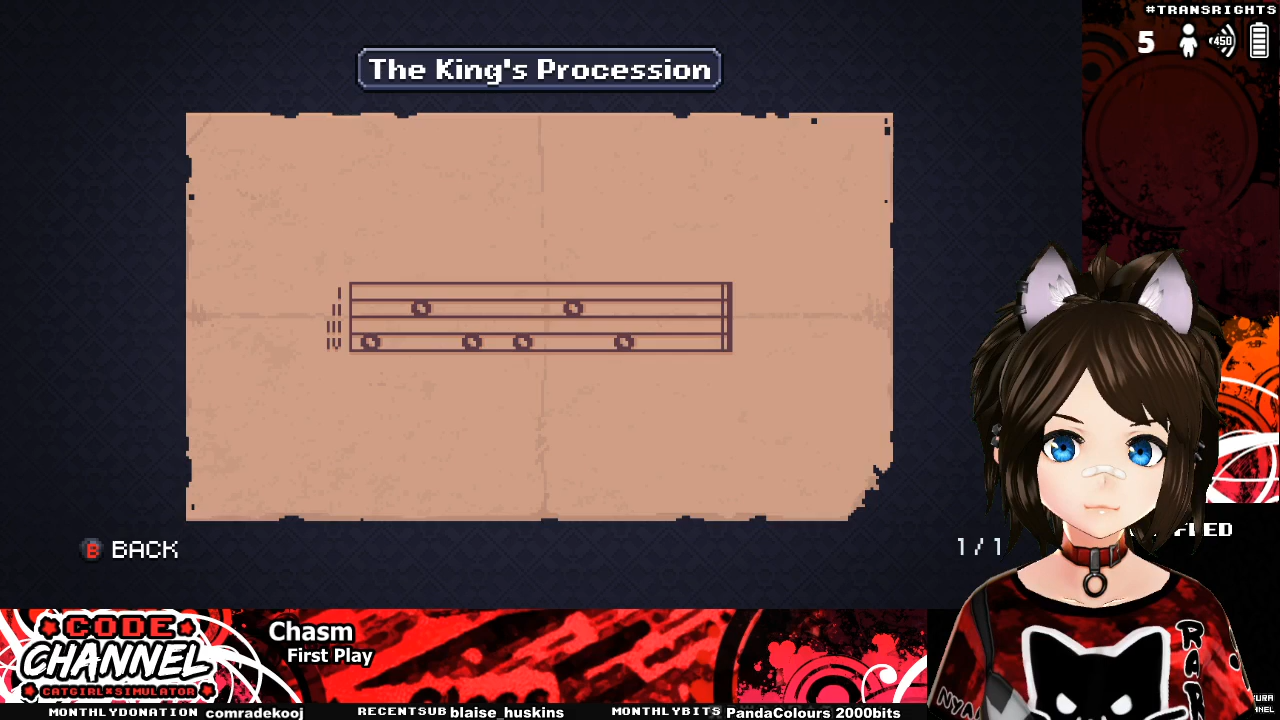 #TRANSRIGHTS
5
450
The King's Procession
I
II
III
IV
B BACK
1 / 1
CODE
CHANNEL
CATGIRL SIMULATOR
Chasm
First Play
MONTHLYDONATION comradekooj
RECENTSUB blaise_huskins
MONTHLYBITS PandaColours 2000bits